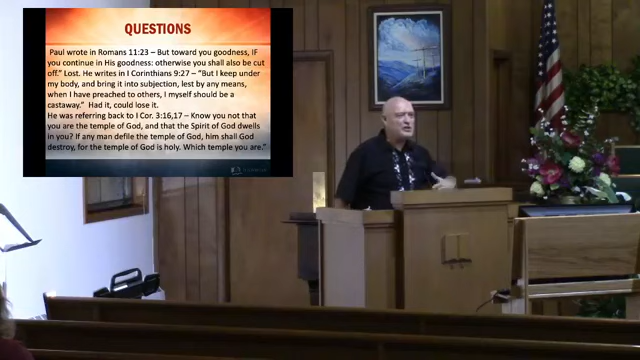 QUESTIONS
Paul wrote in Romans 11:23 – But toward you goodness, IF
you continue in His goodness: otherwise you shall also be cut
off." Lost. He writes in I Corinthians 9:27 – "But I keep under
my body, and bring it into subjection, lest by any means,
when I have preached to others, I myself should be a
castaway." Had it, could lose it.
He was referring back to I Cor. 3:16,17 – Know you not that
you are the temple of God, and that the Spirit of God dwells
in you? If any man defile the temple of God, him shall God
destroy, for the temple of God is holy. Which temple you are."